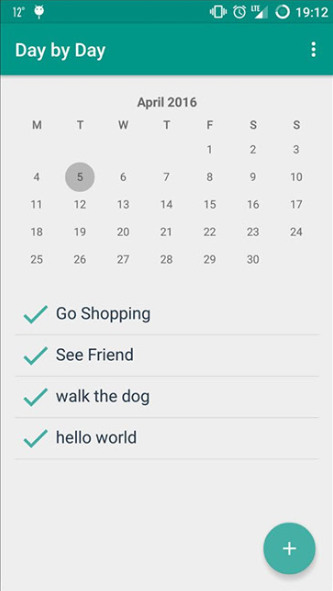 12° LTE 19:12
Day by Day
April 2016
M T W T F S S
1 2 3
4 5 6 7 8 9 10
11 12 13 14 15 16 17
18 19 20 21 22 23 24
25 26 27 28 29 30
Go Shopping
See Friend
walk the dog
hello world
+